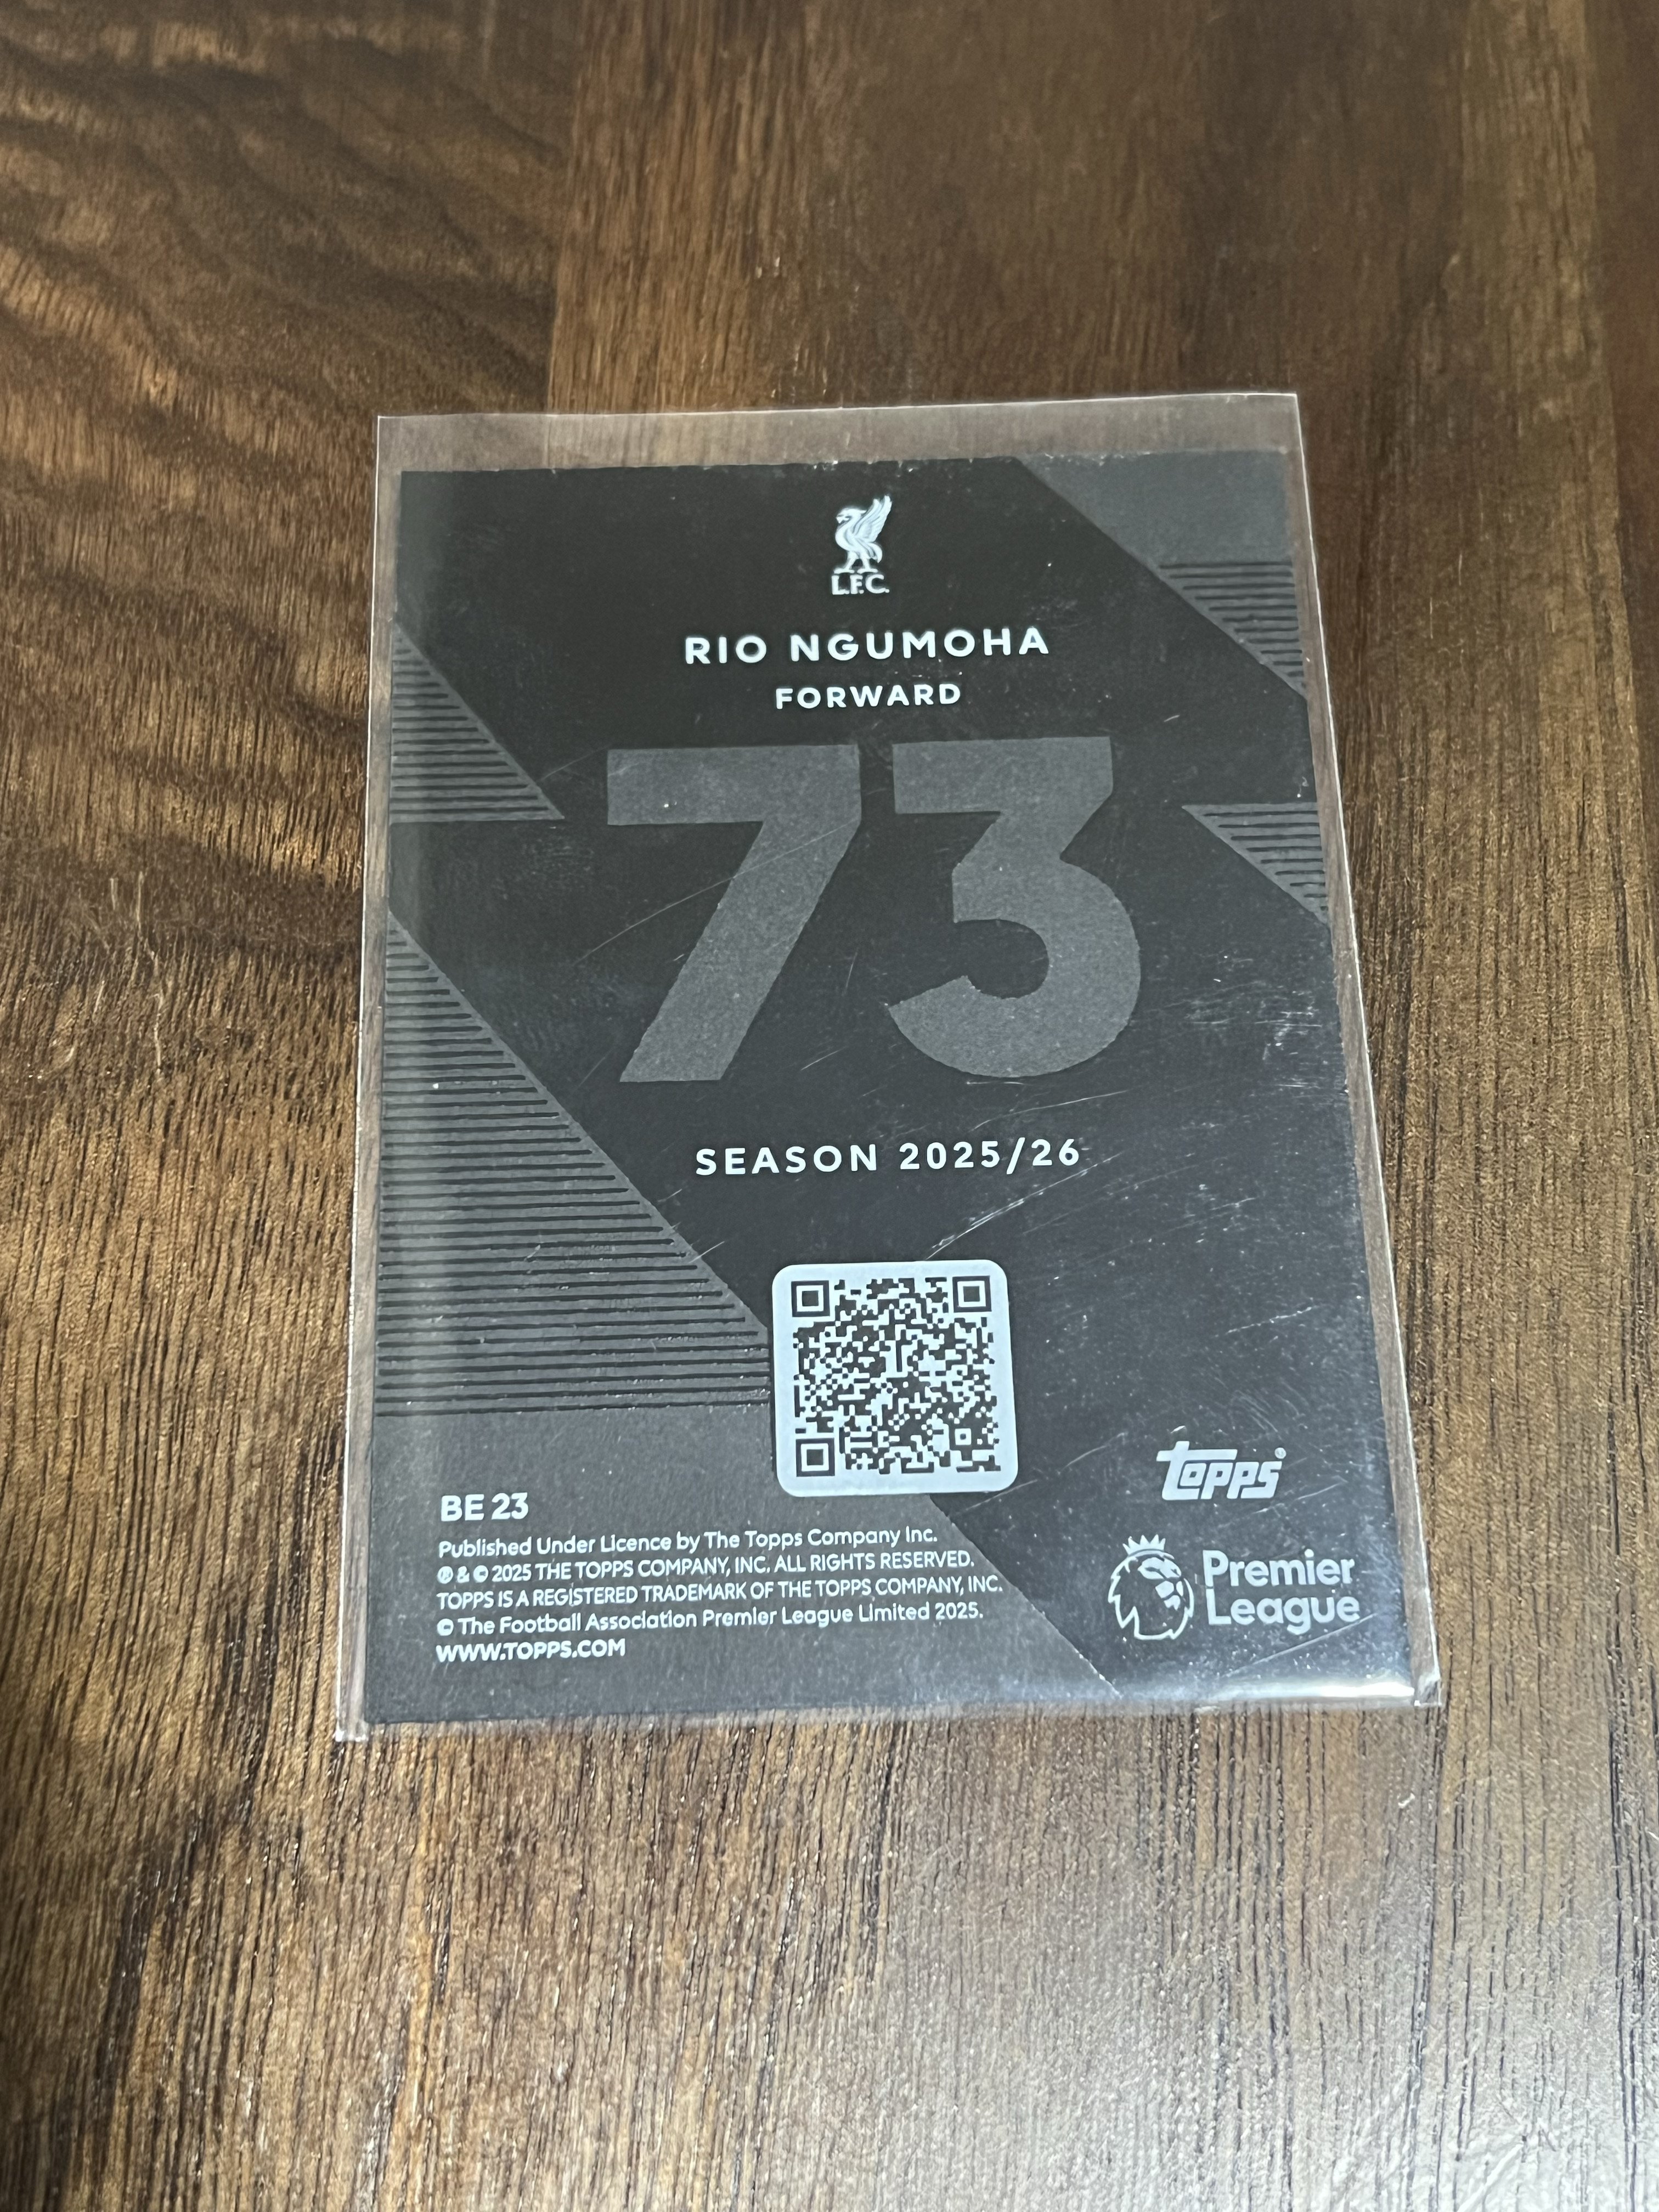 L.F.C.
RIO NGUMOHA
FORWARD
73
SEASON 2025/26
topps®
BE 23
Published Under Licence by The Topps Company Inc.
® & © 2025 THE TOPPS COMPANY, INC. ALL RIGHTS RESERVED.
TOPPS IS A REGISTERED TRADEMARK OF THE TOPPS COMPANY, INC.
© The Football Association Premier League Limited 2025.
WWW.TOPPS.COM
Premier
League